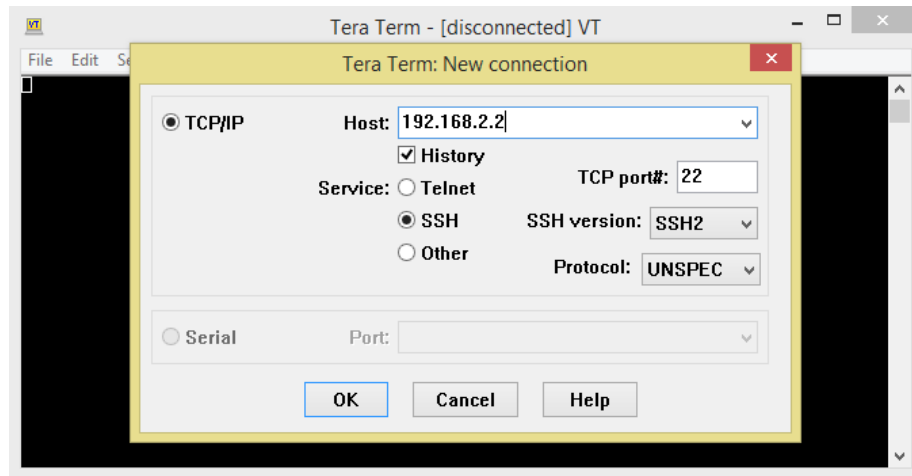 VT
Tera Term - [disconnected] VT
File Edit Se
Tera Term: New connection
TCP/IP
Host: 192.168.2.2
History
Service: Telnet
TCP port#: 22
SSH
SSH version: SSH2
Other
Protocol: UNSPEC
Serial
Port:
OK Cancel Help